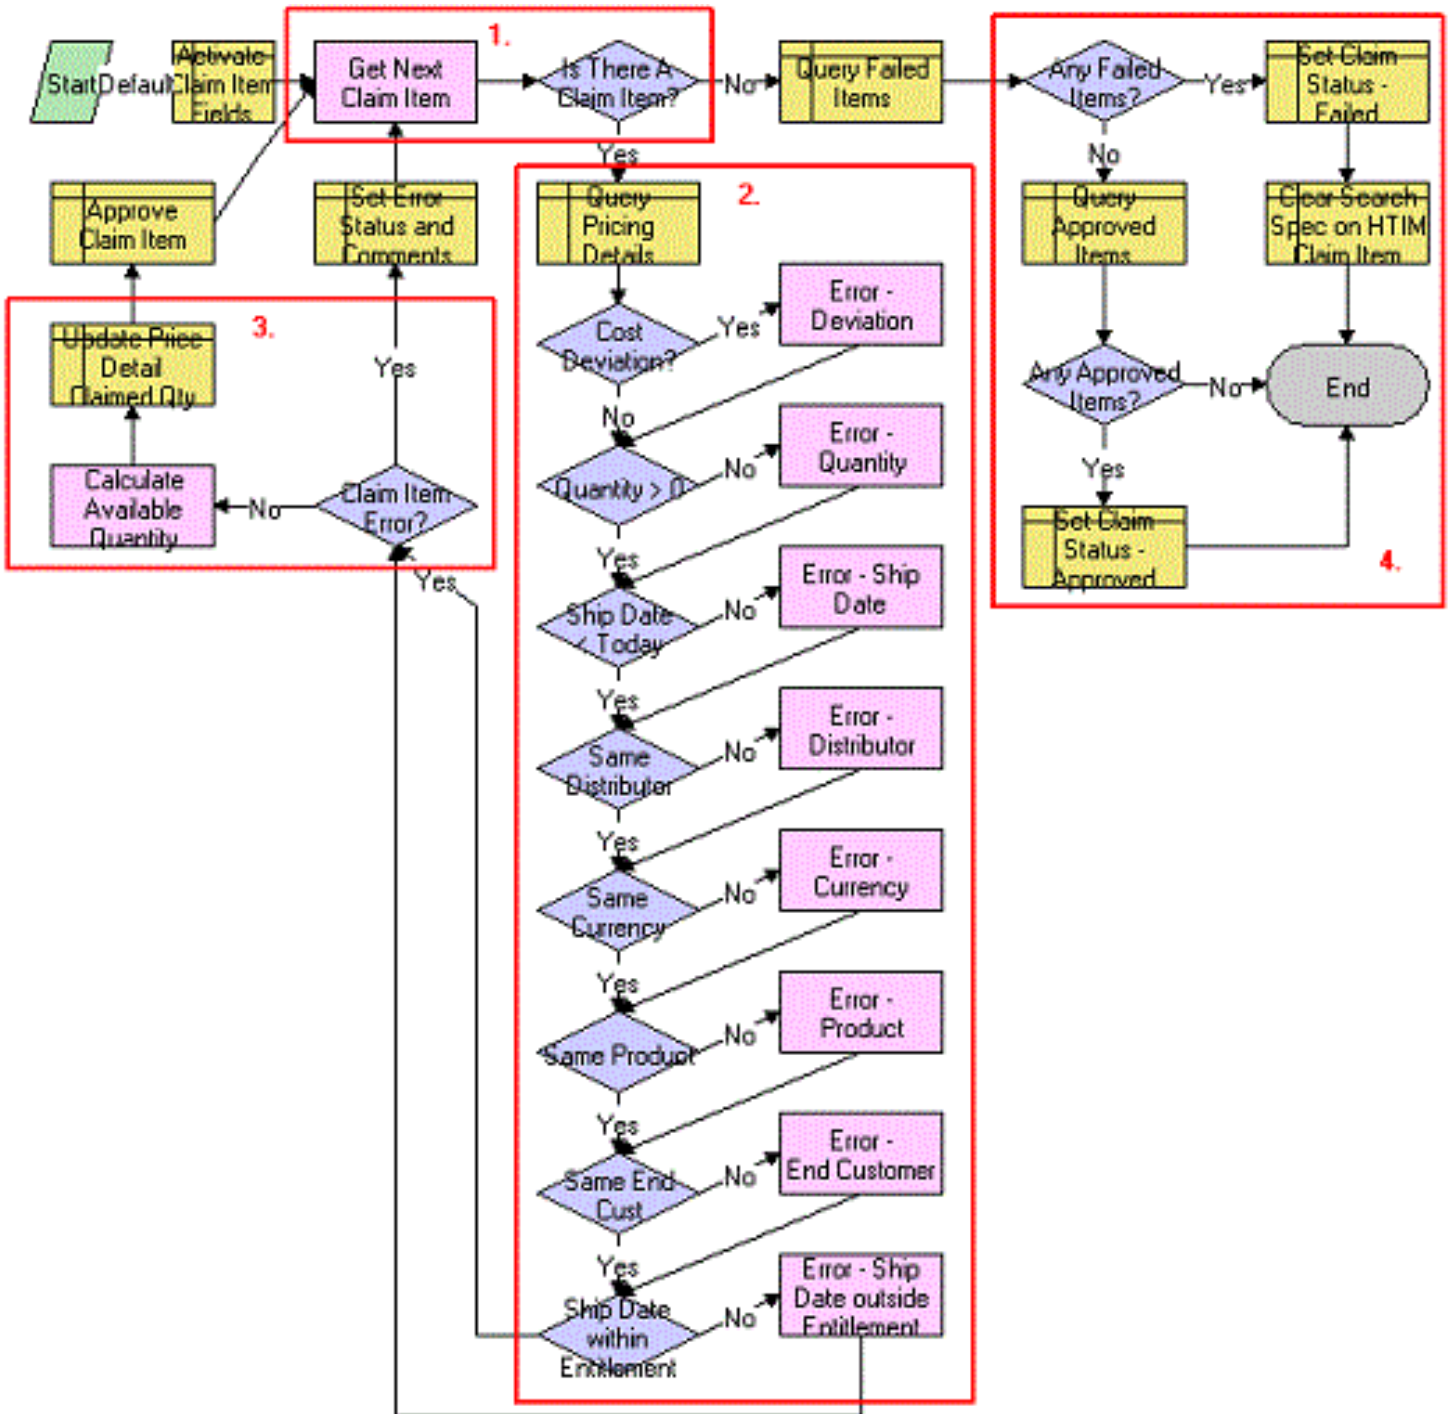 1.
Start
Default
Activate
Claim Item
Fields
Get Next
Claim Item
Is There A
Claim Item?
No
Query Failed
Items
Any Failed
Items?
Yes
Set Claim
Status -
Failed
Yes
No
Approve
Claim Item
Set Error
Status and
Comments
2.
Query
Pricing
Details
Query
Approved
Items
Clear Search
Spec on HTIM
Claim Item
3.
Update Price
Detail
Claimed Qty
Yes
Cost
Deviation?
Yes
Error -
Deviation
Any Approved
Items?
No
End
No
Calculate
Available
Quantity
No
Claim Item
Error?
Quantity > 0
No
Error -
Quantity
Yes
Set Claim
Status -
Approved
4.
Yes
Yes
Ship Date
< Today
No
Error - Ship
Date
Yes
Same
Distributor
No
Error -
Distributor
Yes
Same
Currency
No
Error -
Currency
Yes
Same Product
No
Error -
Product
Yes
Same End
Cust
No
Error -
End Customer
Yes
Ship Date
within
Entitlement
No
Error - Ship
Date outside
Entitlement